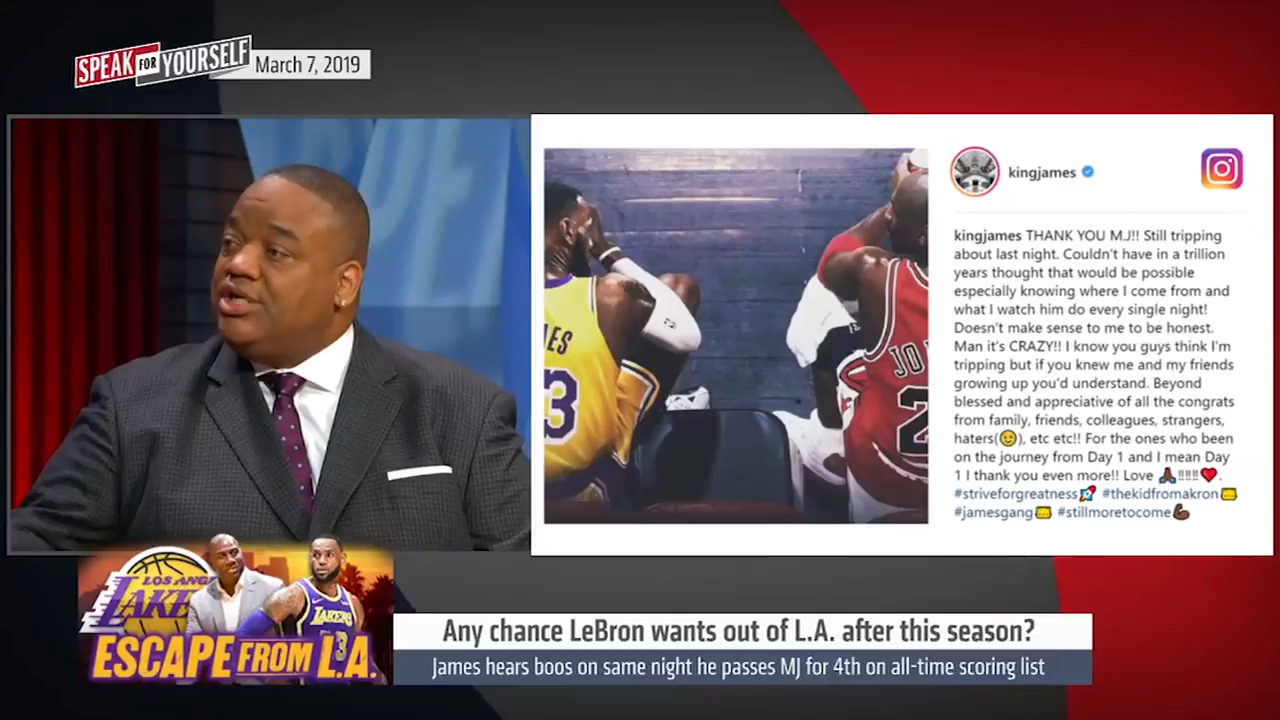 SPEAK FOR YOURSELF
March 7, 2019
kingjames
kingjames THANK YOU M.J!! Still tripping
about last night. Couldn't have in a trillion
years thought that would be possible
especially knowing where I come from and
what I watch him do every single night!
Doesn't make sense to me to be honest.
Man it's CRAZY!! I know you guys think I'm
tripping but if you knew me and my friends
growing up you'd understand. Beyond
blessed and appreciative of all the congrats
from family, friends, colleagues, strangers,
haters(😉), etc etc!! For the ones who been
on the journey from Day 1 and I mean Day
1 I thank you even more!! Love 🙏🏾‼️‼️‼️❤️.
#striveforgreatness🚀 #thekidfromakron👑
#jamesgang👑 #stillmoretocome💪🏿
ES
3
JO
2
LOS ANG
LAKE
LAKERS
ESCAPE FROM L.A.
Any chance LeBron wants out of L.A. after this season?
James hears boos on same night he passes MJ for 4th on all-time scoring list